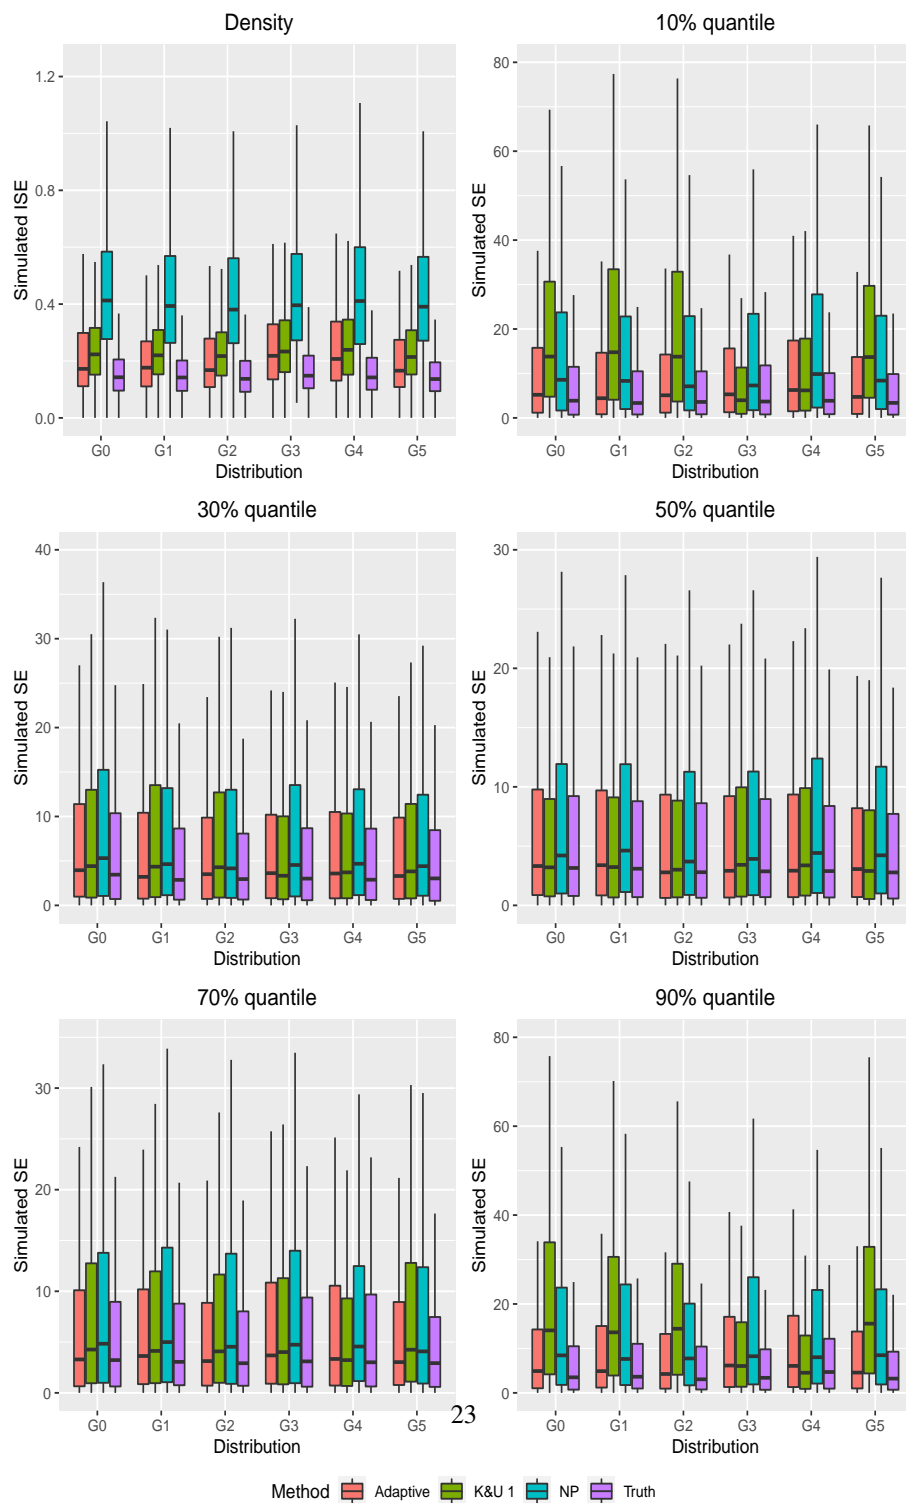 Density
10% quantile
Simulated ISE
1.2
0.8
0.4
0.0
G0 G1 G2 G3 G4 G5
Distribution
Simulated SE
80
60
40
20
0
G0 G1 G2 G3 G4 G5
Distribution
30% quantile
50% quantile
Simulated SE
40
30
20
10
0
G0 G1 G2 G3 G4 G5
Distribution
Simulated SE
30
20
10
0
G0 G1 G2 G3 G4 G5
Distribution
70% quantile
90% quantile
Simulated SE
30
20
10
0
G0 G1 G2 G3 G4 G5
Distribution
Simulated SE
80
60
40
20
0
G0 G1 G2 G3 G4 G5
Distribution
23
Method Adaptive K&U 1 NP Truth